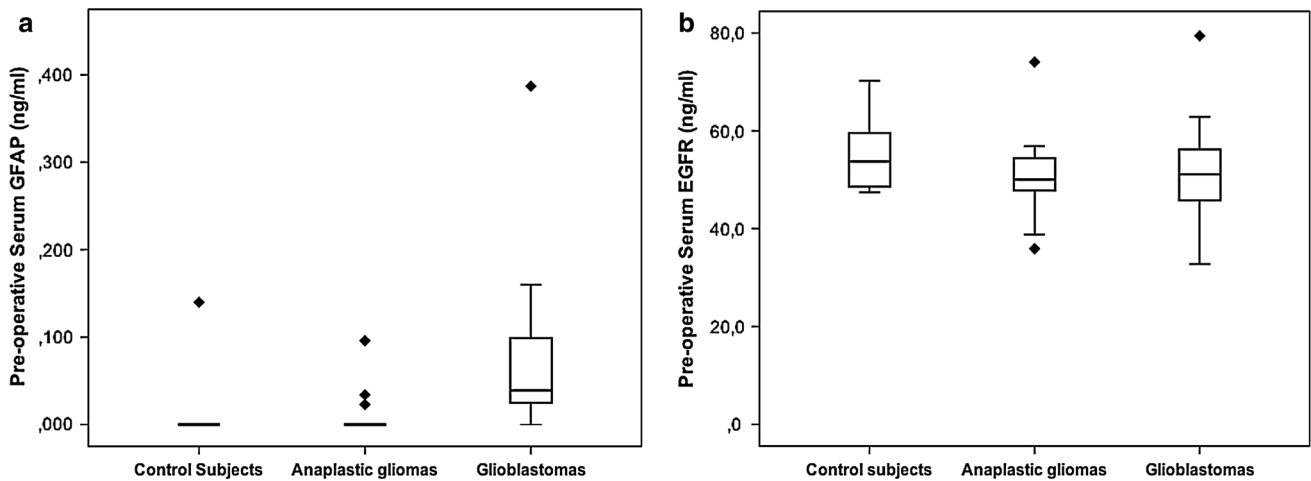 a
Pre-operative Serum GFAP (ng/ml)
,400
,300
,200
,100
,000
Control Subjects
Anaplastic gliomas
Glioblastomas
b
Pre-operative Serum EGFR (ng/ml)
80,0
60,0
40,0
20,0
,0
Control subjects
Anaplastic gliomas
Glioblastomas